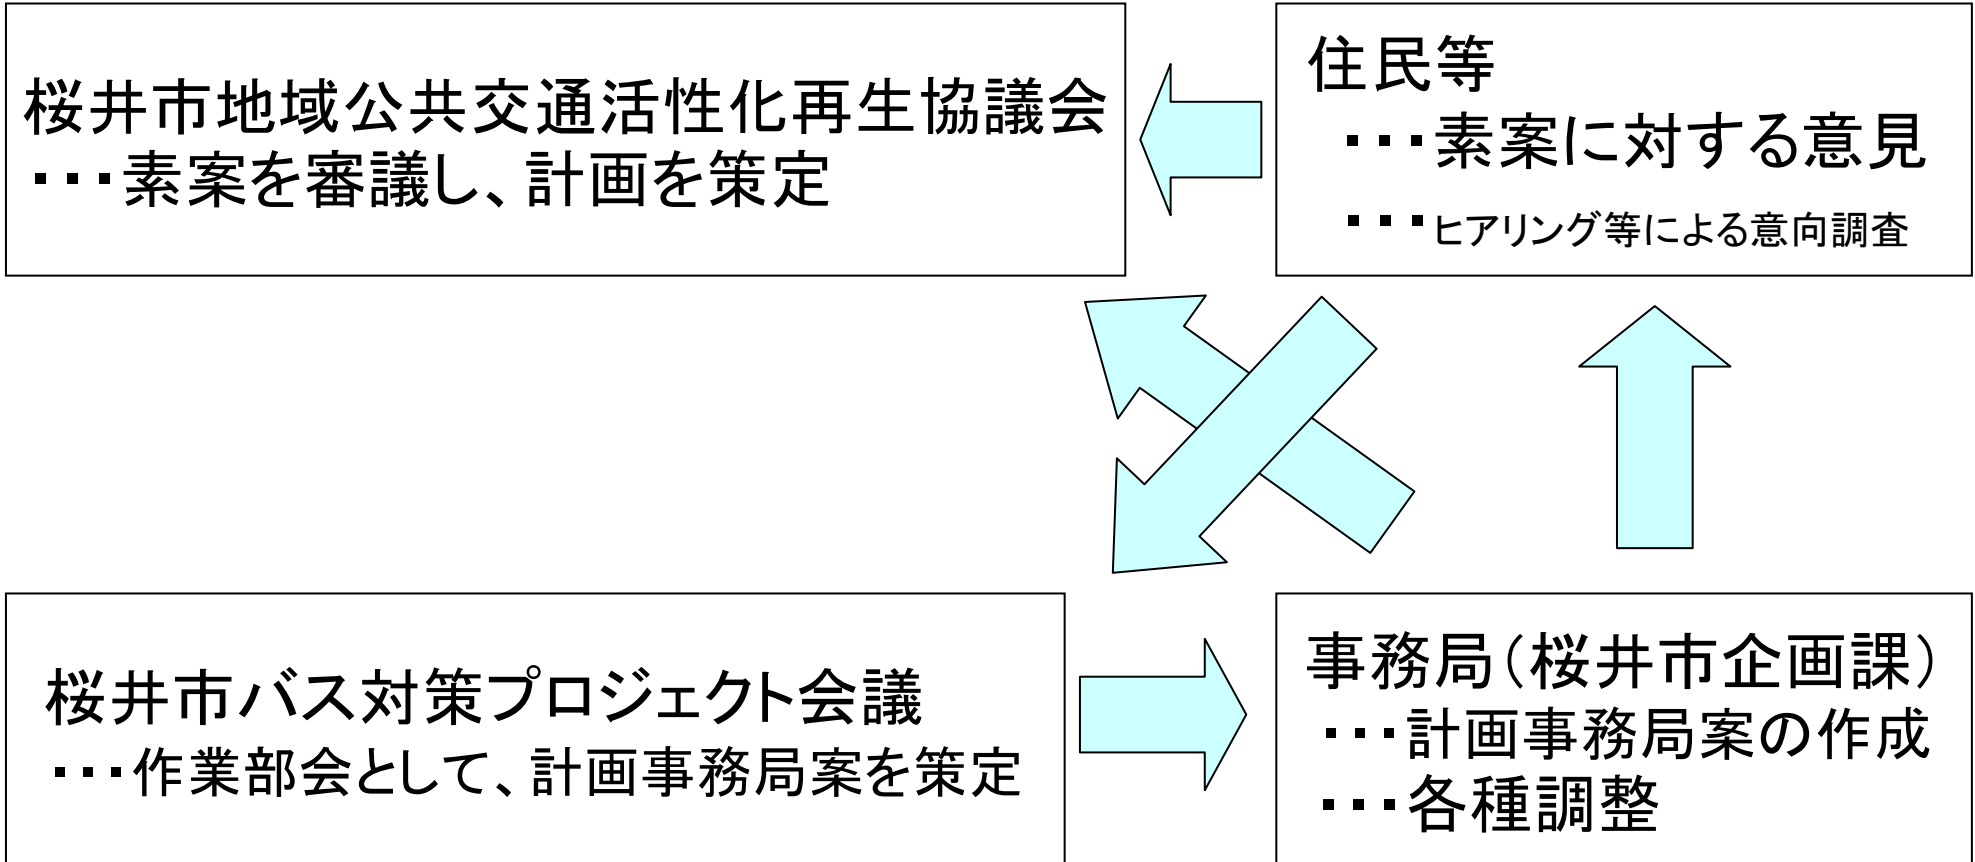 桜井市地域公共交通活性化再生協議会
･･･素案を審議し、計画を策定
住民等
･･･素案に対する意見
･･･ヒアリング等による意向調査
桜井市バス対策プロジェクト会議
･･･作業部会として、計画事務局案を策定
事務局（桜井市企画課）
･･･計画事務局案の作成
･･･各種調整